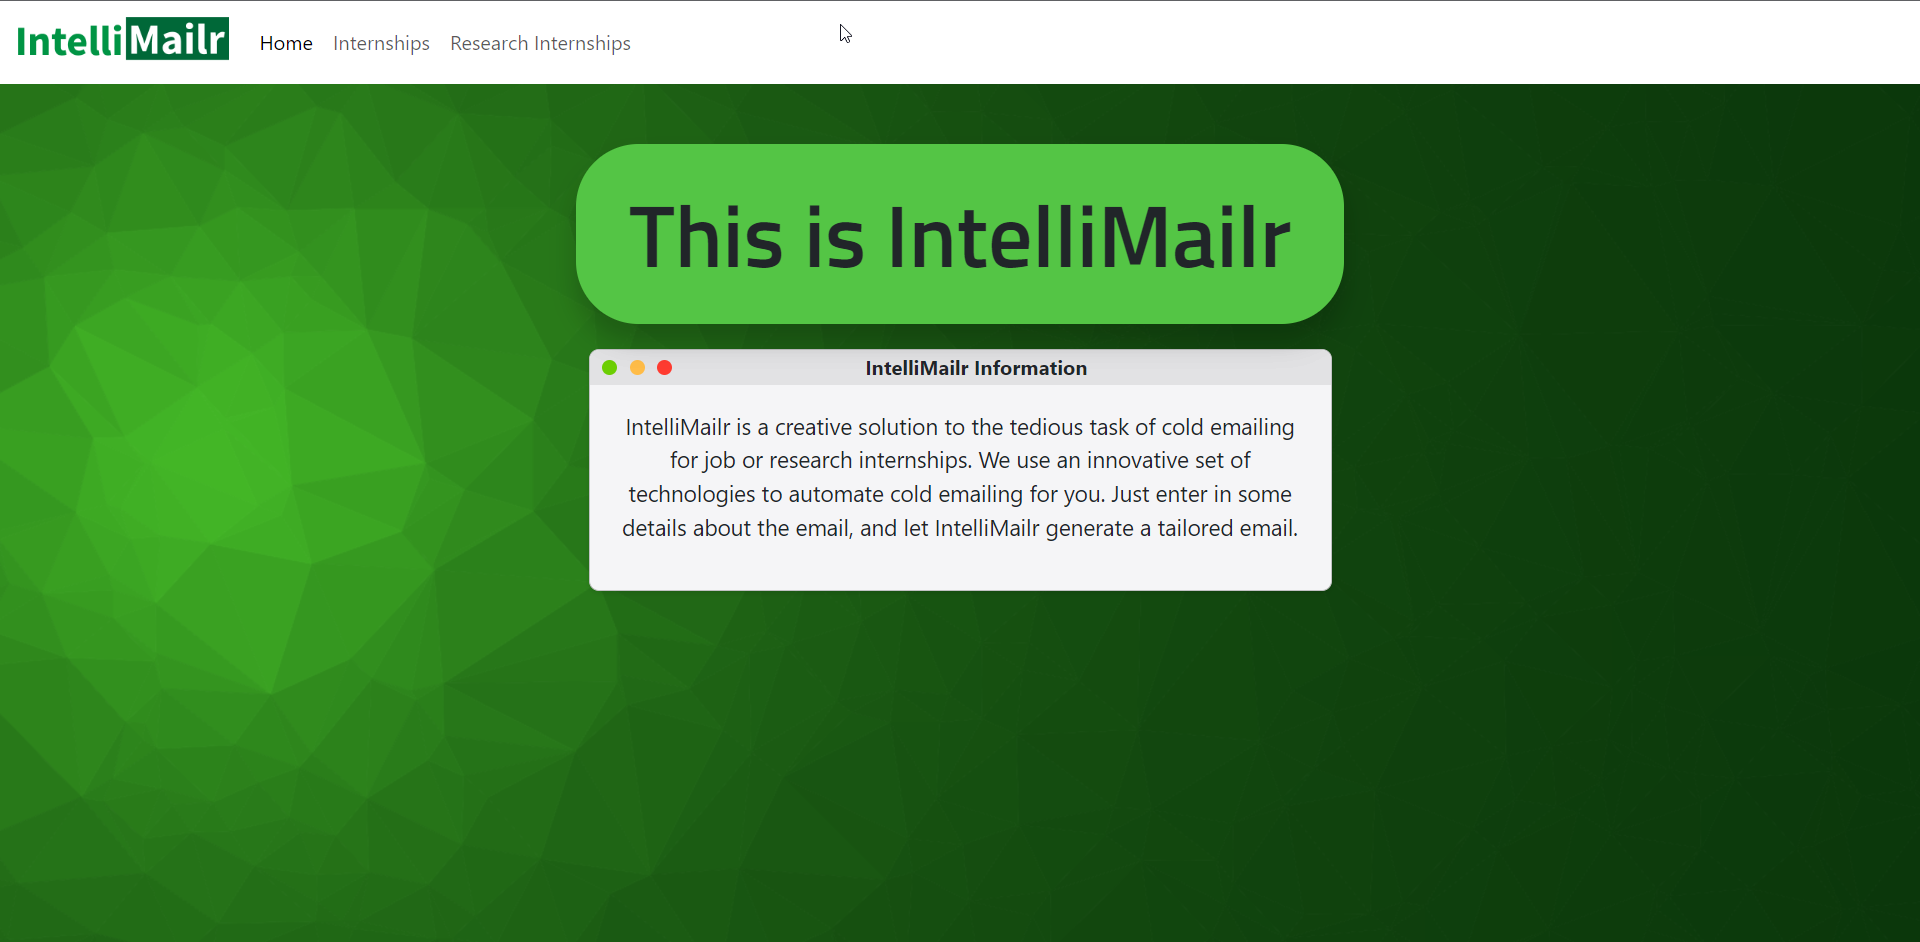 IntelliMailr
Home
Internships
Research Internships
This is IntelliMailr
IntelliMailr Information
IntelliMailr is a creative solution to the tedious task of cold emailing
for job or research internships. We use an innovative set of
technologies to automate cold emailing for you. Just enter in some
details about the email, and let IntelliMailr generate a tailored email.